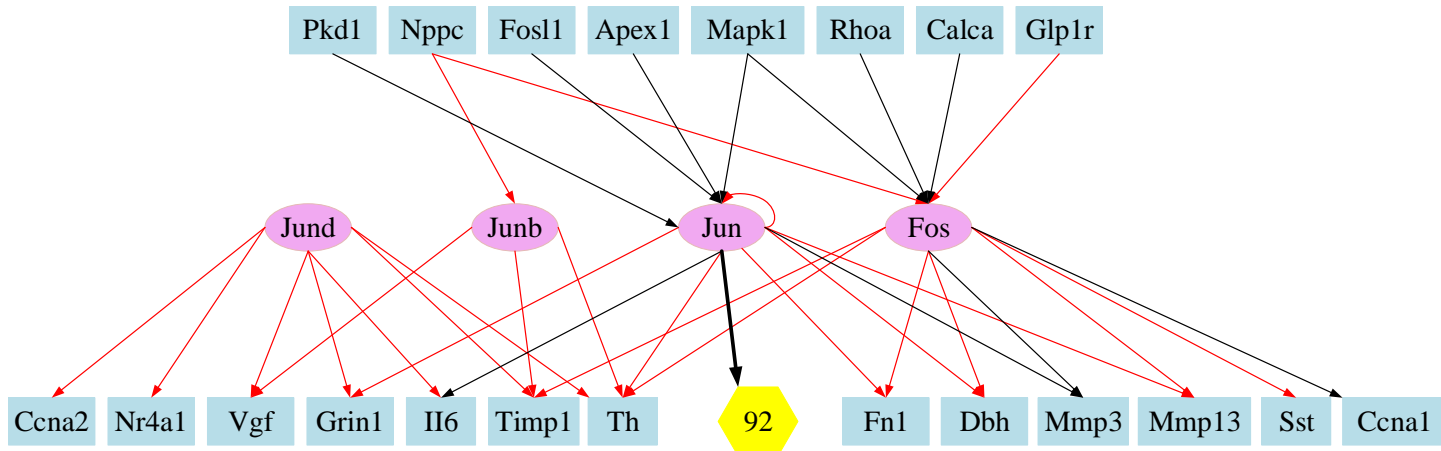 Pkd1 Nppc Fosl1 Apex1 Mapk1 Rhoa Calca Glp1r
Jund Junb Jun Fos
Ccna2 Nr4a1 Vgf Grin1 II6 Timp1 Th 92 Fn1 Dbh Mmp3 Mmp13 Sst Ccna1